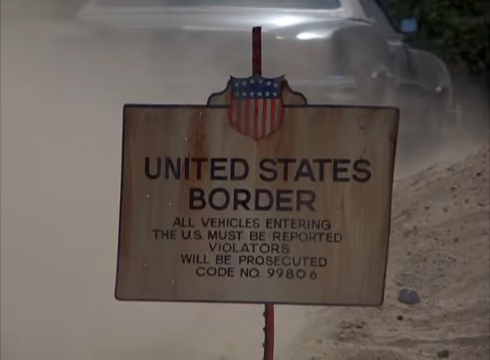 UNITED STATES
BORDER
ALL VEHICLES ENTERING
THE U.S. MUST BE REPORTED
VIOLATORS
WILL BE PROSECUTED
CODE NO. 99806